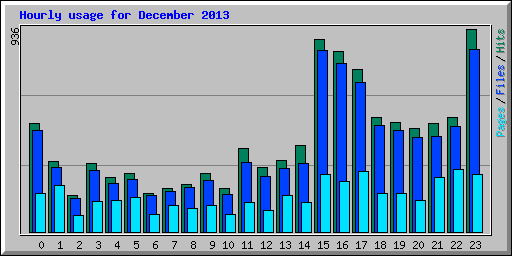 Hourly usage for December 2013
936
Pages/Files/Hits
0 1 2 3 4 5 6 7 8 9 10 11 12 13 14 15 16 17 18 19 20 21 22 23